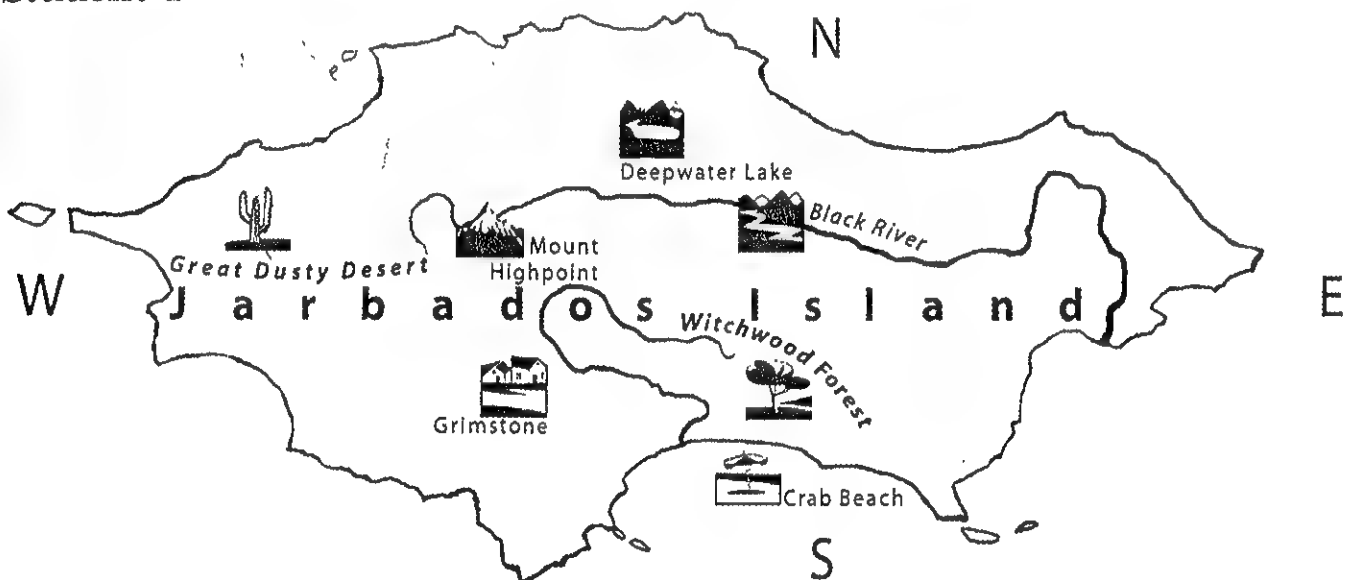 N
Deepwater Lake
Black River
Mount
Highpoint
Great Dusty Desert
W
Jarbados Island
E
Witchwood Forest
Grimstone
Crab Beach
S